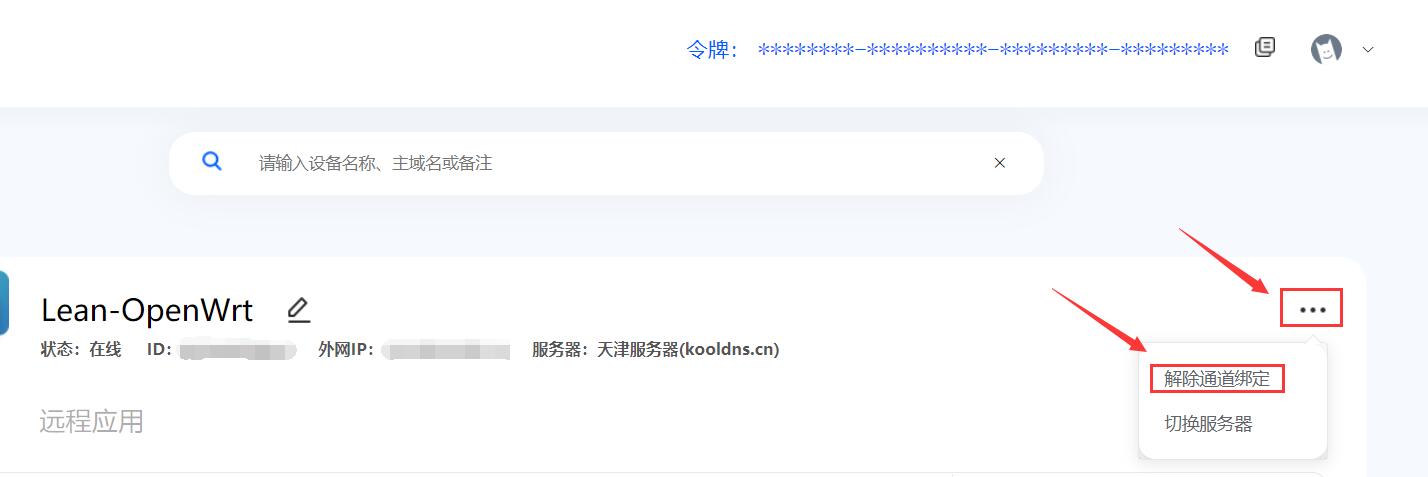 令牌： ********-**********-*********-*********
请输入设备名称、主域名或备注
Lean-OpenWrt
状态：在线 ID： 外网IP： 服务器：天津服务器(kooldns.cn)
解除通道绑定
切换服务器
远程应用